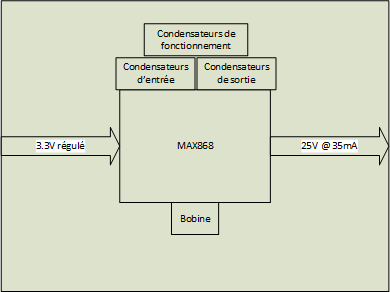 Condensateurs de
fonctionnement
Condensateurs
d'entrée
Condensateurs
de sortie
3.3V régulé
MAX868
25V @ 35mA
Bobine